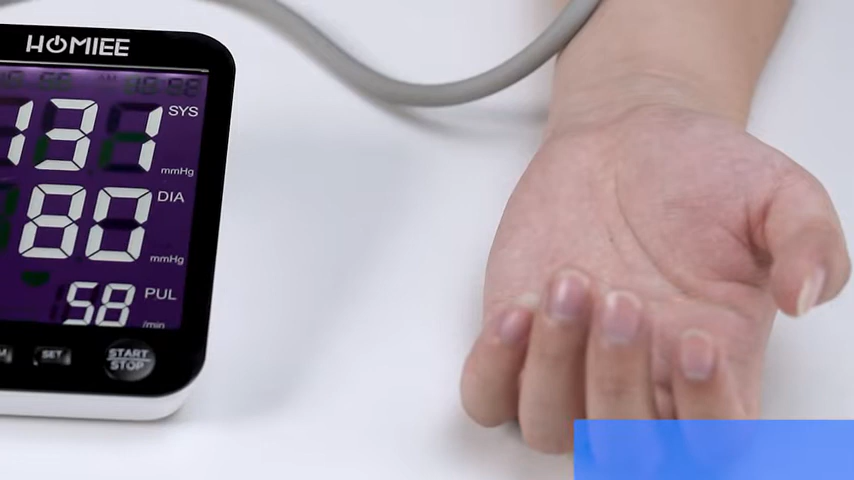 HOMIEE
131 SYS
mmHg
80 DIA
mmHg
58 PUL
/min
SET
START
STOP